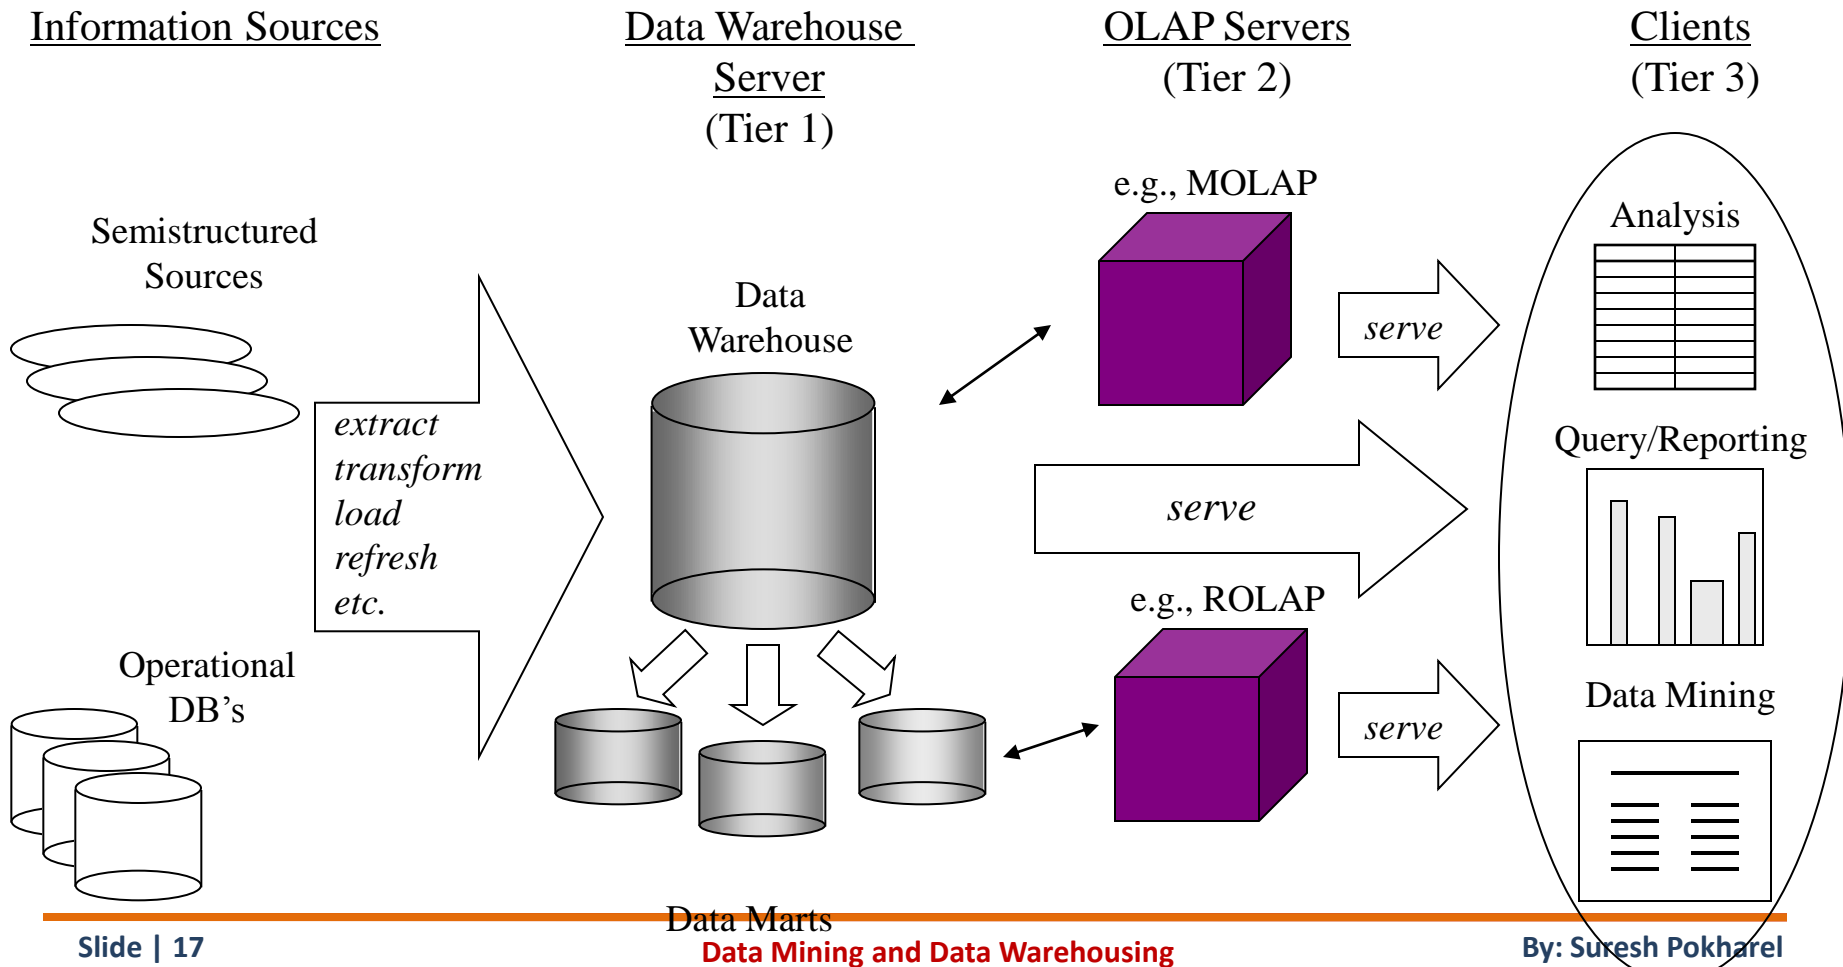 Information Sources
Data Warehouse
Server
(Tier 1)
OLAP Servers
(Tier 2)
Clients
(Tier 3)
Semistructured
Sources
Operational
DB’s
extract
transform
load
refresh
etc.
Data
Warehouse
Data Marts
e.g., MOLAP
serve
serve
e.g., ROLAP
serve
Analysis
Query/Reporting
Data Mining
Slide | 17
Data Mining and Data Warehousing
By: Suresh Pokharel